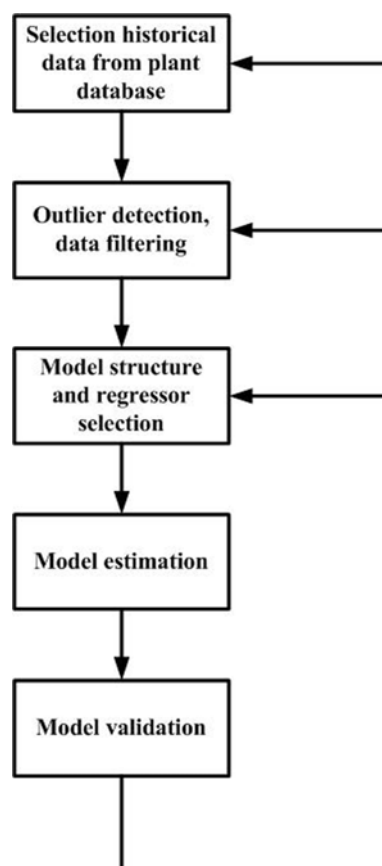 Selection historical
data from plant
database
Outlier detection,
data filtering
Model structure
and regressor
selection
Model estimation
Model validation